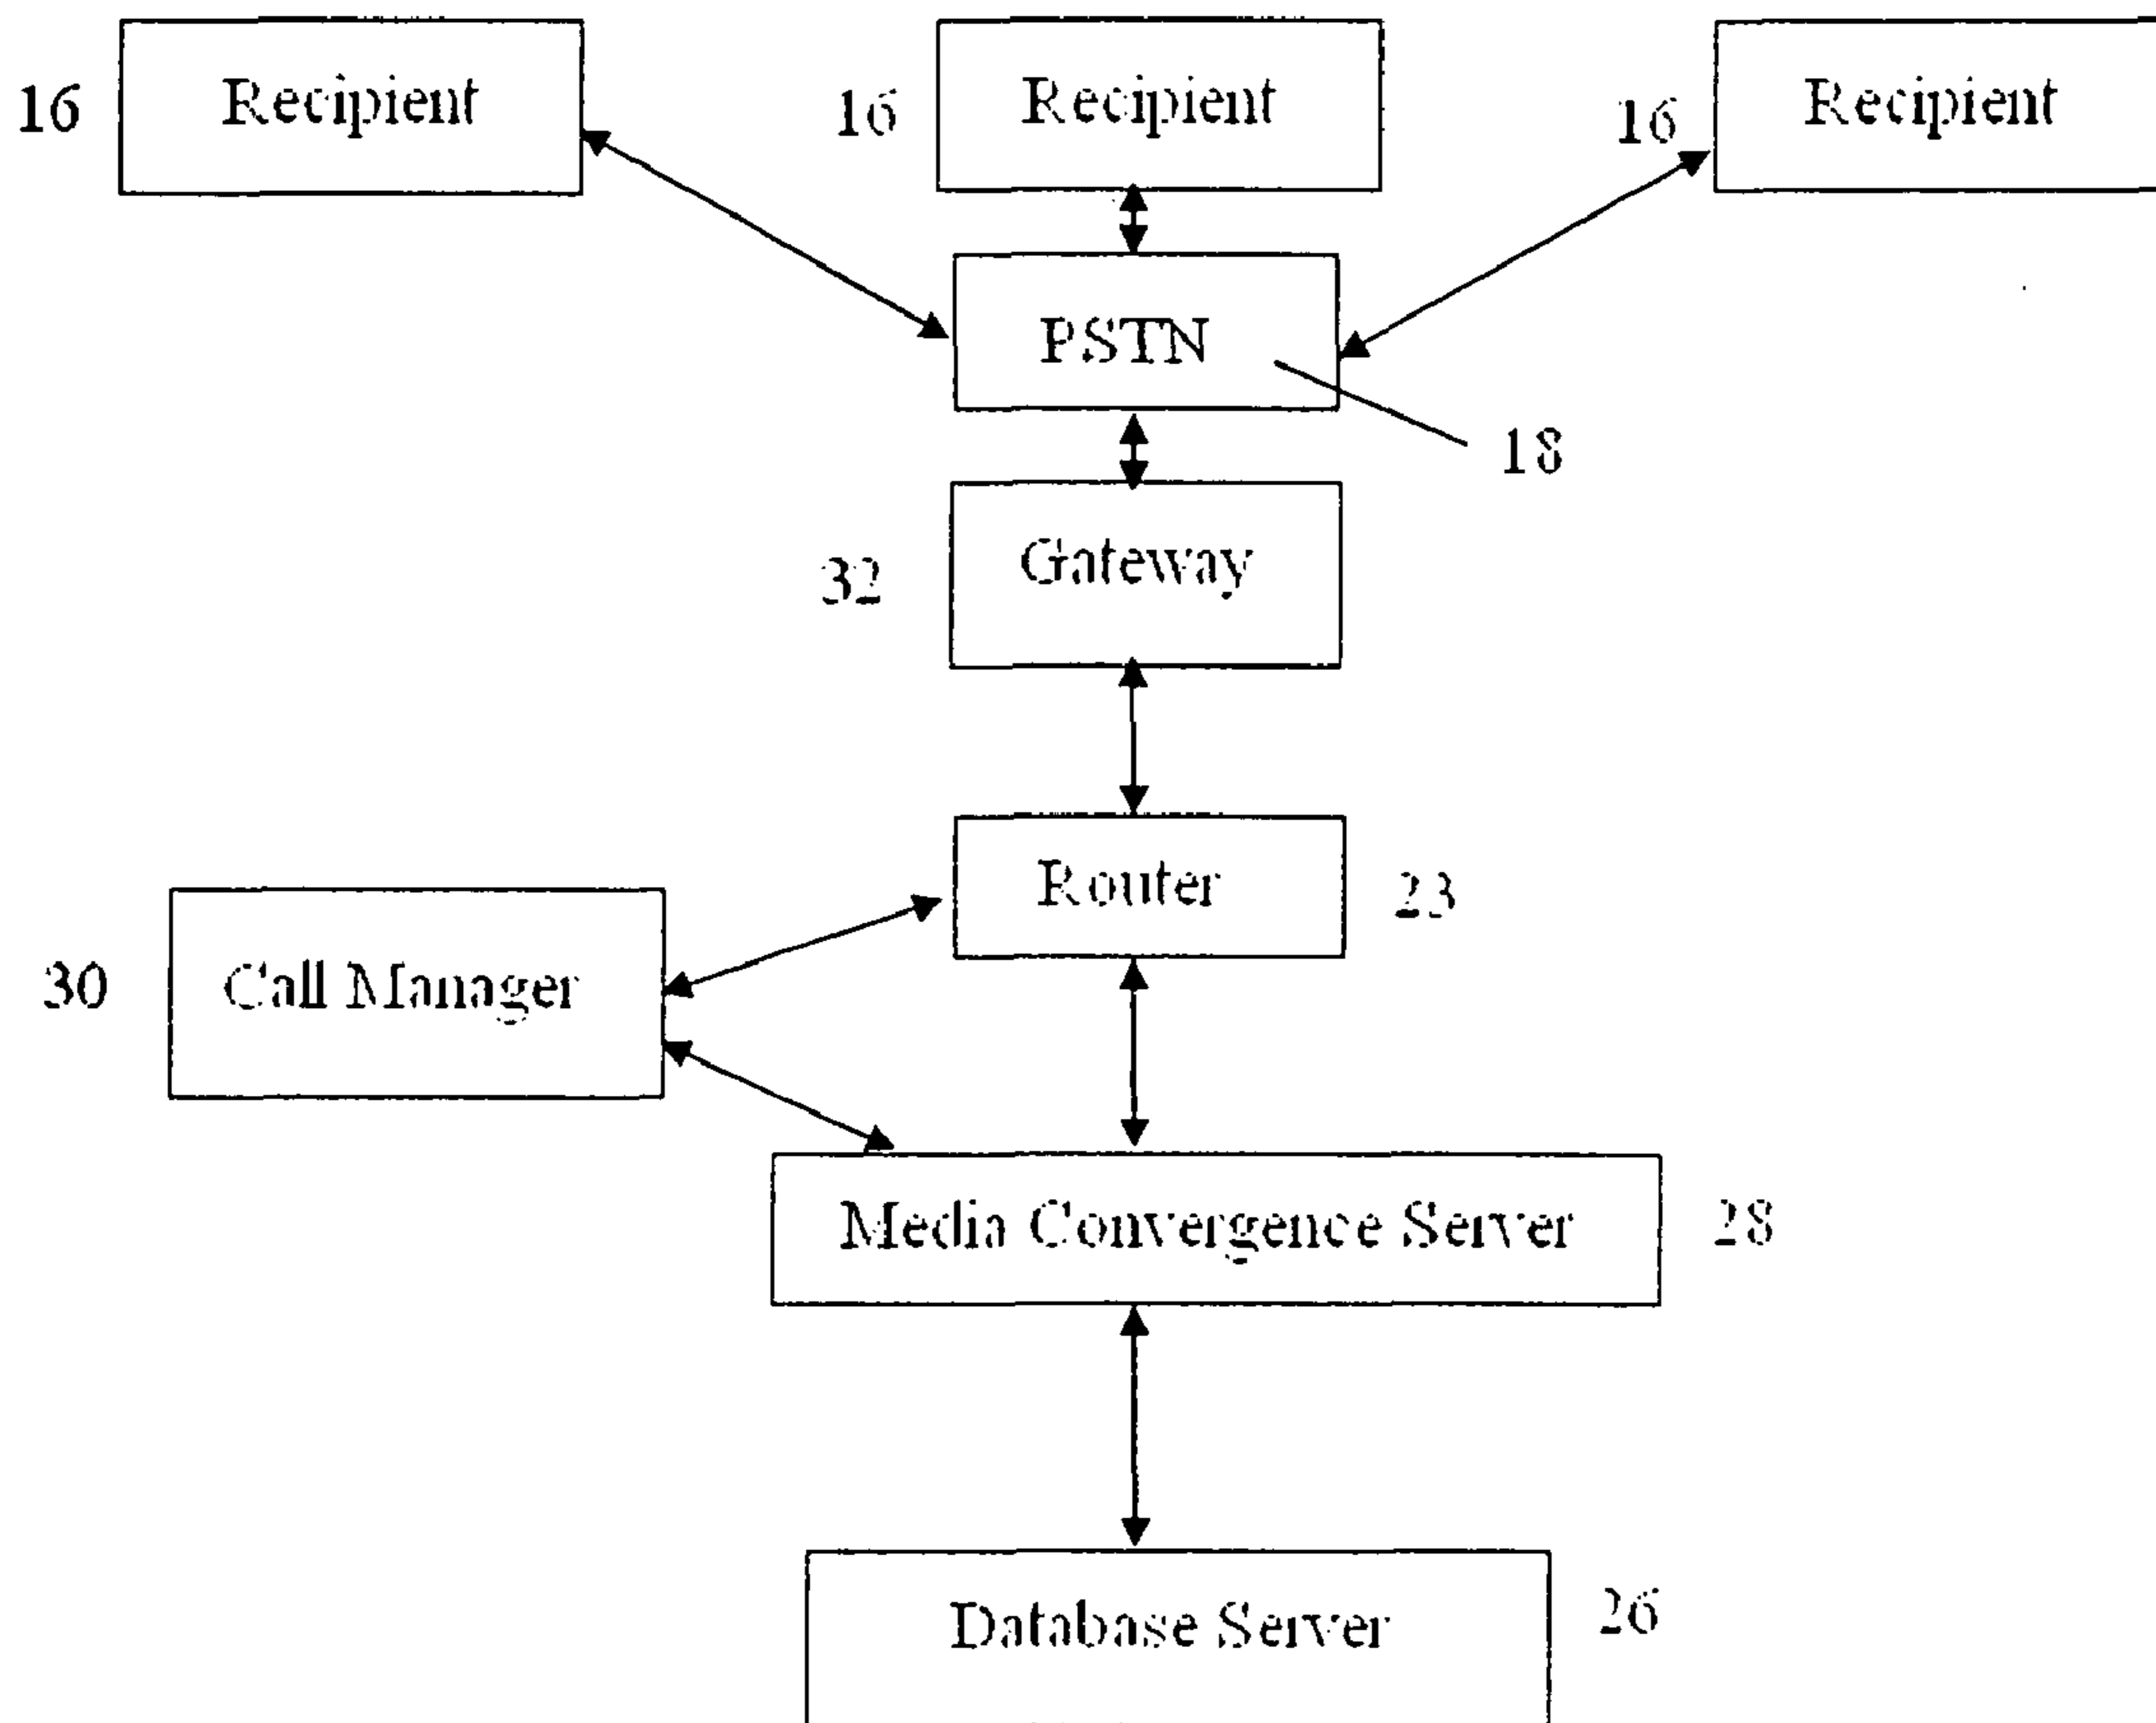 16 Recipient 16 Recipient 16 Recipient
PSTN
18
Gateway
32
Router
23
30 Call Manager
Media Convergence Server 28
Database Server 26